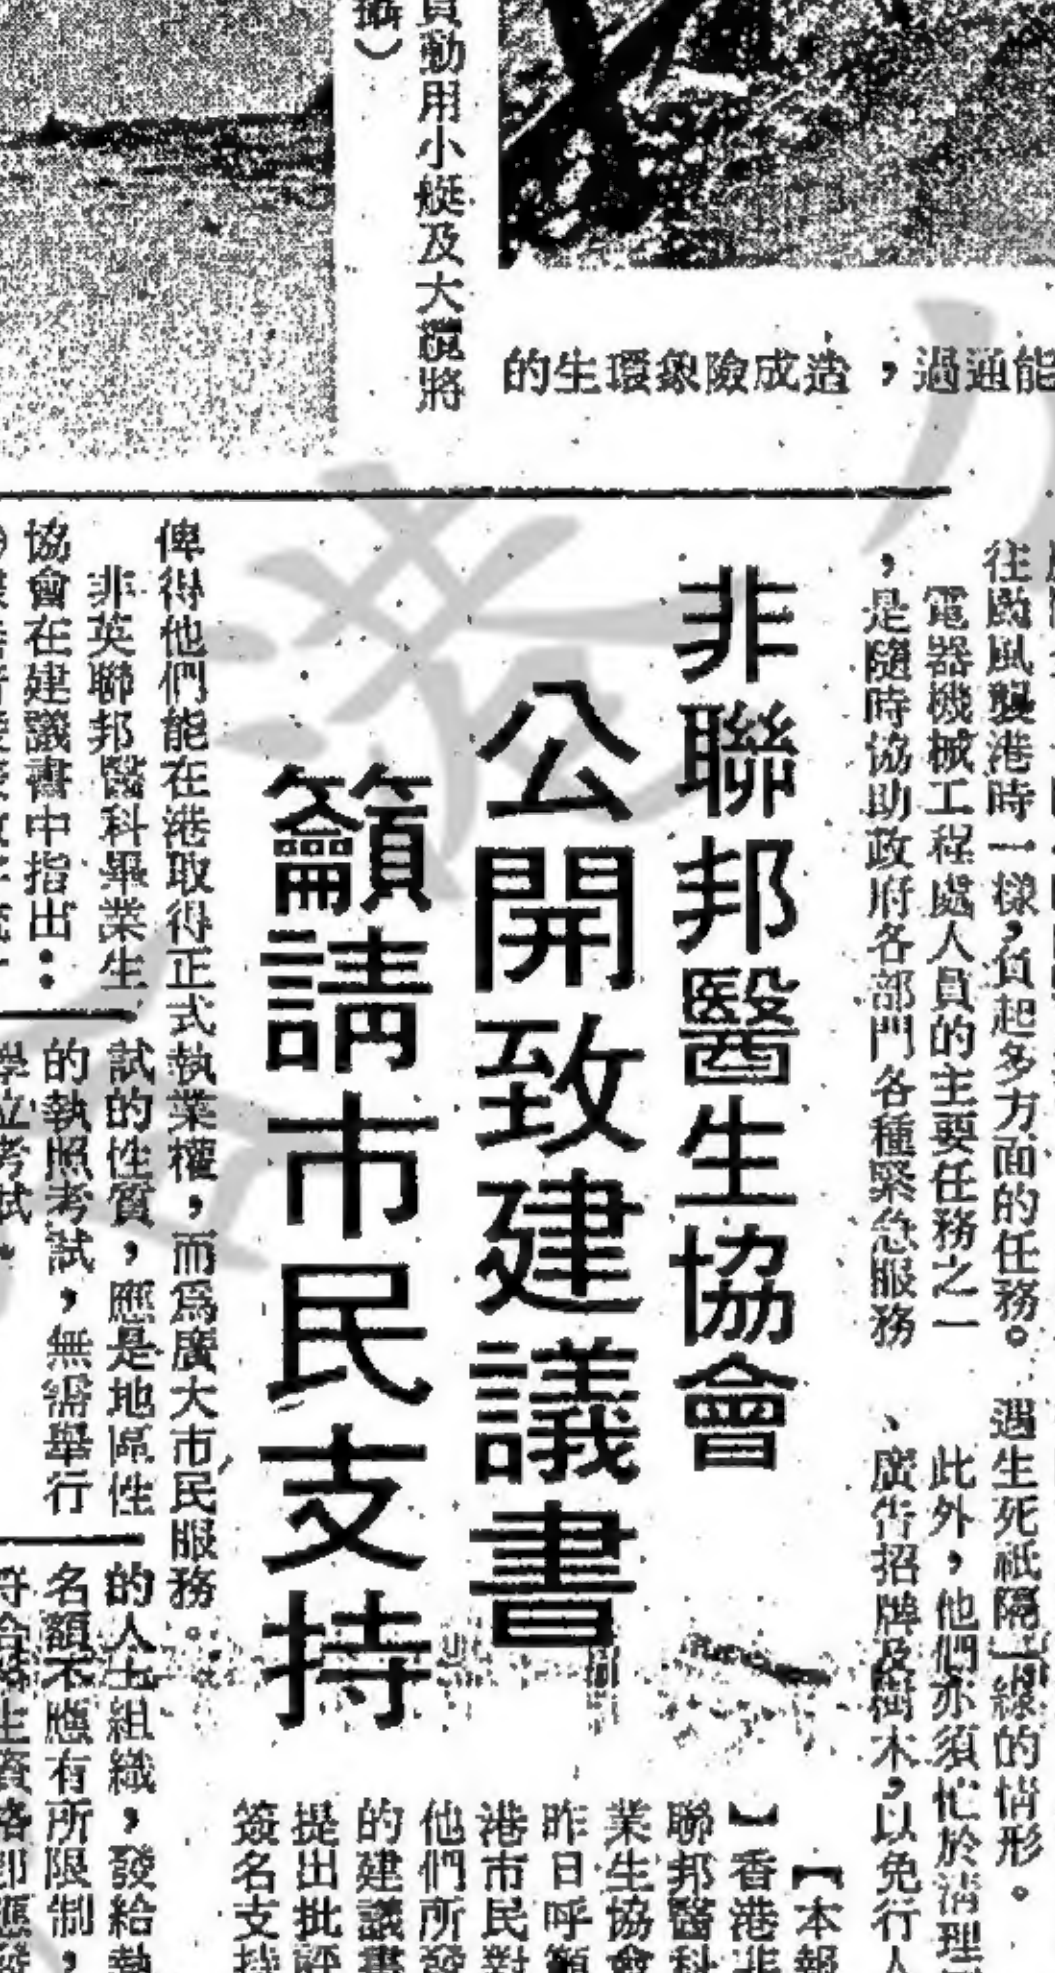 員動用小艇及大纜將
攝）
的生環象險成造，過通能
往颱風襲港時一樣，負起多方面的任務。
電器機械工程處人員的主要任務之一
，是隨時協助政府各部門各種緊急服務
遇生死祇隔一線的情形。
此外，他們亦須忙於清理
、廣告招牌及樹木，以免行人
非聯邦醫生協會
公開致建議書
籲請市民支持
【本報
】香港非
聯邦醫科
業生協會
昨日呼籲
港市民對
他們所發
的建議書
提出批評
簽名支持
俾得他們能在港取得正式執業權，而為廣大市民服務。
非英聯邦醫科畢業生
協會在建議書中指出：
試的性質，應是地區性
的執照考試，無需舉行
學位考試。
的人士組織，發給執
名額不應有所限制，